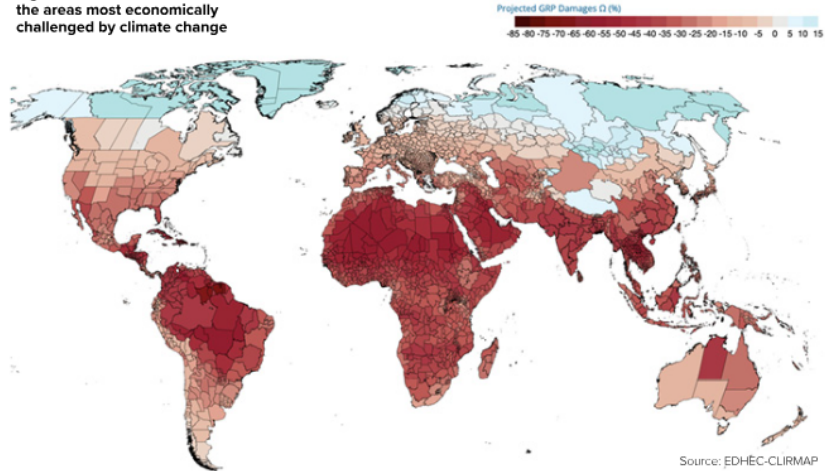 the areas most economically
challenged by climate change
Projected GRP Damages Ω (%)
-85 -80 -75 -70 -65 -60 -55 -50 -45 -40 -35 -30 -25 -20 -15 -10 -5 0 5 10 15
Source: EDHEC-CLIRMAP